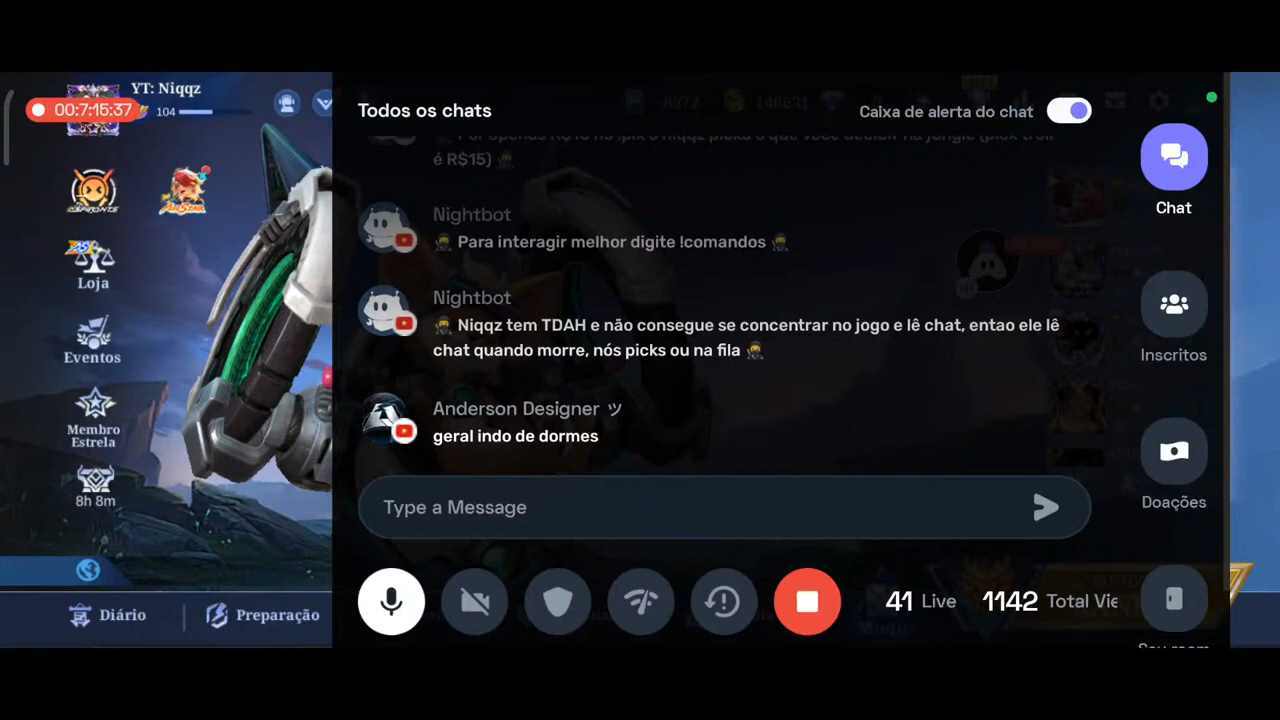 YT: Niqqz
00:7:15:37
104
Todos os chats
8372
Caixa de alerta do chat
é R$15)
Chat
Nightbot
Para interagir melhor digite !comandos
Nightbot
Niqqz tem TDAH e não consegue se concentrar no jogo e lê chat, entao ele lê
chat quando morre, nós picks ou na fila
Anderson Designer ツ
geral indo de dormes
Type a Message
Inscritos
Doações
ALLSTAR
Loja
Eventos
Membro
Estrela
8h 8m
Diário
Preparação
41 Live
1142 Total Vie